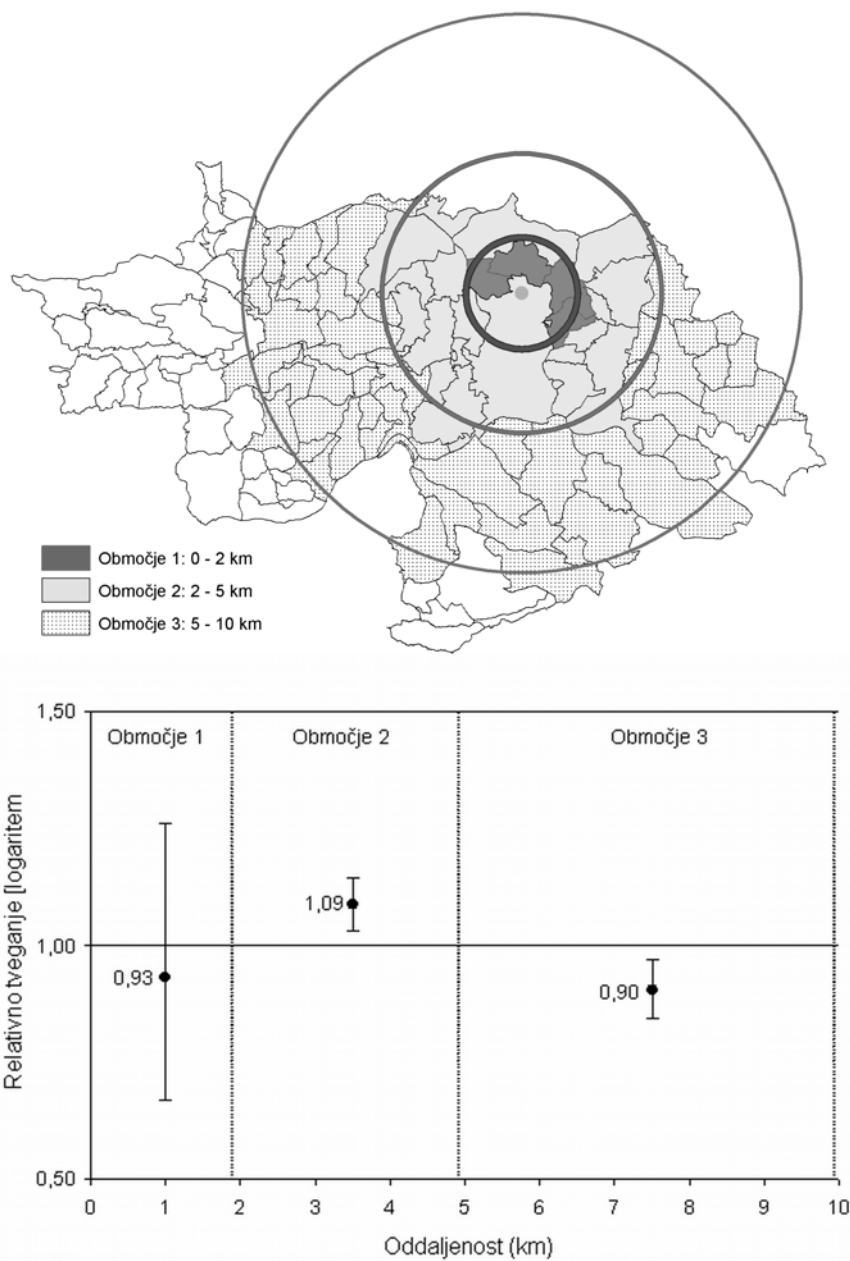 Območje 1: 0 - 2 km
Območje 2: 2 - 5 km
Območje 3: 5 - 10 km
1,50
Območje 1
Območje 2
Območje 3
1,09
1,00
0,93
0,90
0,50
Relativno tveganje [logaritem
0 1 2 3 4 5 6 7 8 9 10
Oddaljenost (km)